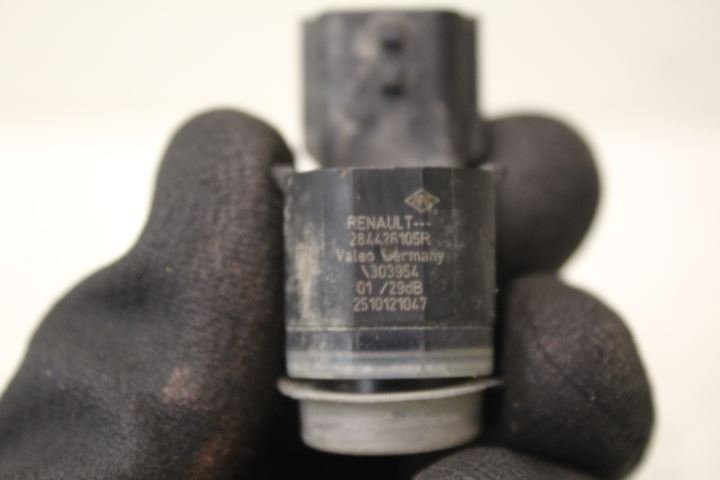 RENAULT---
284426105R
Valeo Germany
\303954
01 /29dB
2510121047